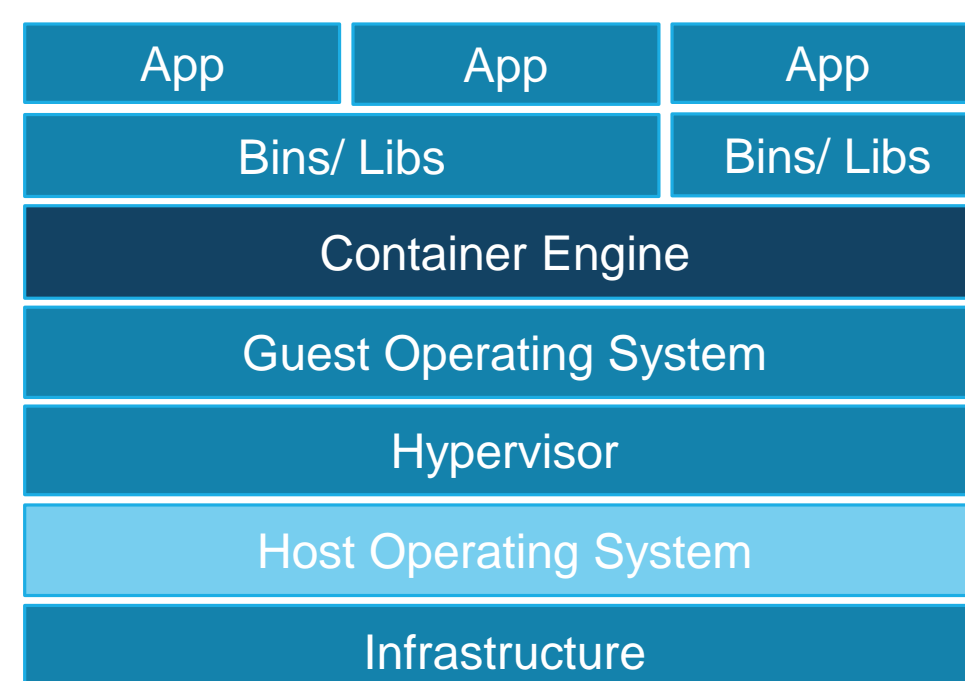 App App App
Bins/ Libs Bins/ Libs
Container Engine
Guest Operating System
Hypervisor
Host Operating System
Infrastructure